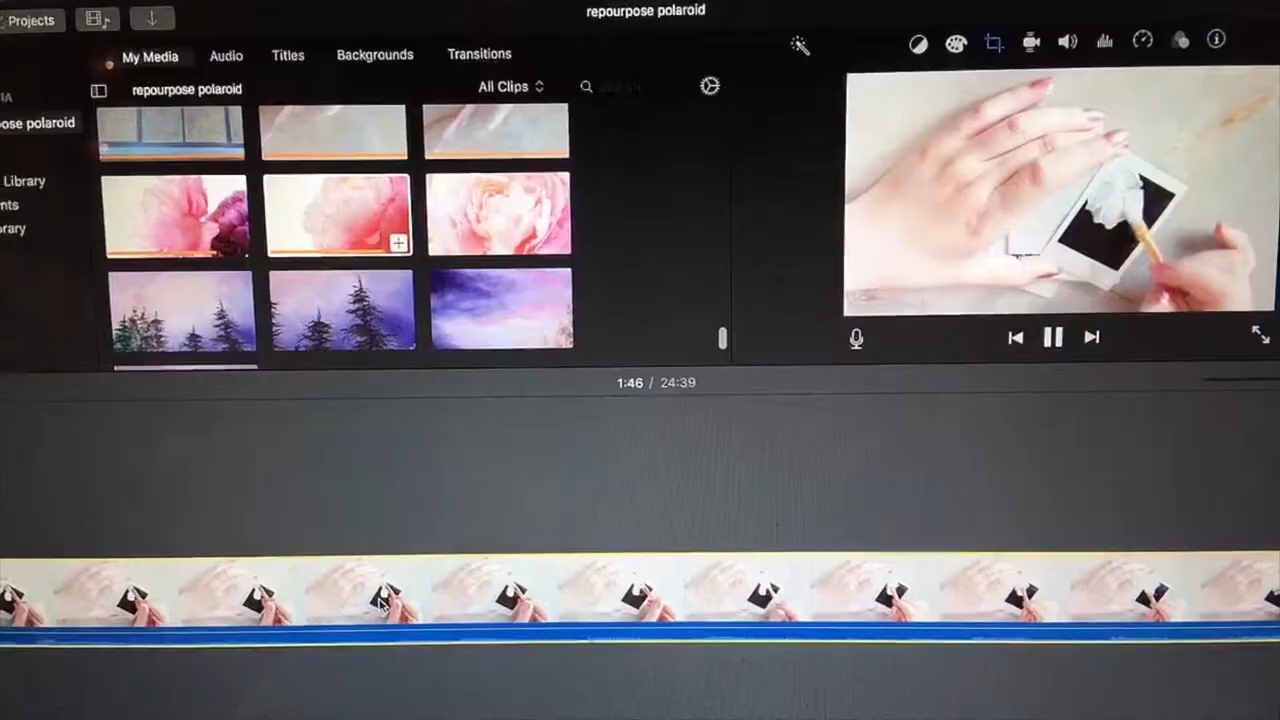 Projects
repourpose polaroid
My Media Audio Titles Backgrounds Transitions
repourpose polaroid All Clips
IA
ose polaroid
Library
nts
rary
1:46 / 24:39